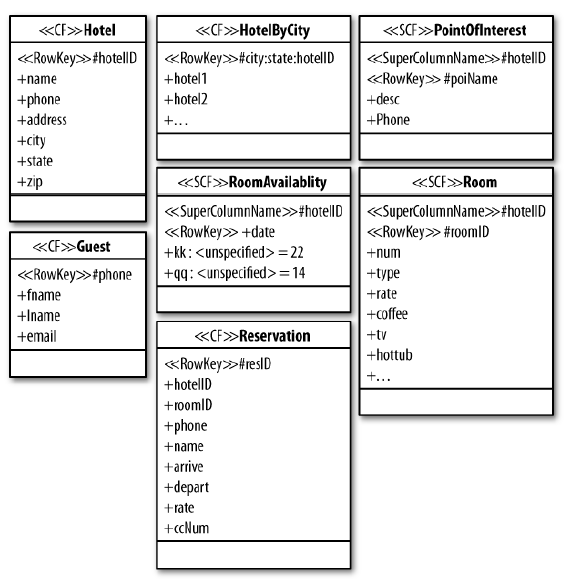 <<CF>>Hotel
<<RowKey>>#hotelID
+name
+phone
+address
+city
+state
+zip
<<CF>>Guest
<<RowKey>>#phone
+fname
+lname
+email
<<CF>>HotelByCity
<<RowKey>>#city:state:hotelID
+hotel1
+hotel2
+...
<<SCF>>RoomAvailablity
<<SuperColumnName>>#hotelID
<<RowKey>> +date
+kk : <unspecified> = 22
+qq : <unspecified> = 14
<<CF>>Reservation
<<RowKey>>#resID
+hotelID
+roomID
+phone
+name
+arrive
+depart
+rate
+ccNum
<<SCF>>PointOfInterest
<<SuperColumnName>>#hotelID
<<RowKey>> #poiName
+desc
+Phone
<<SCF>>Room
<<SuperColumnName>>#hotelID
<<RowKey>> #roomID
+num
+type
+rate
+coffee
+tv
+hottub
+...